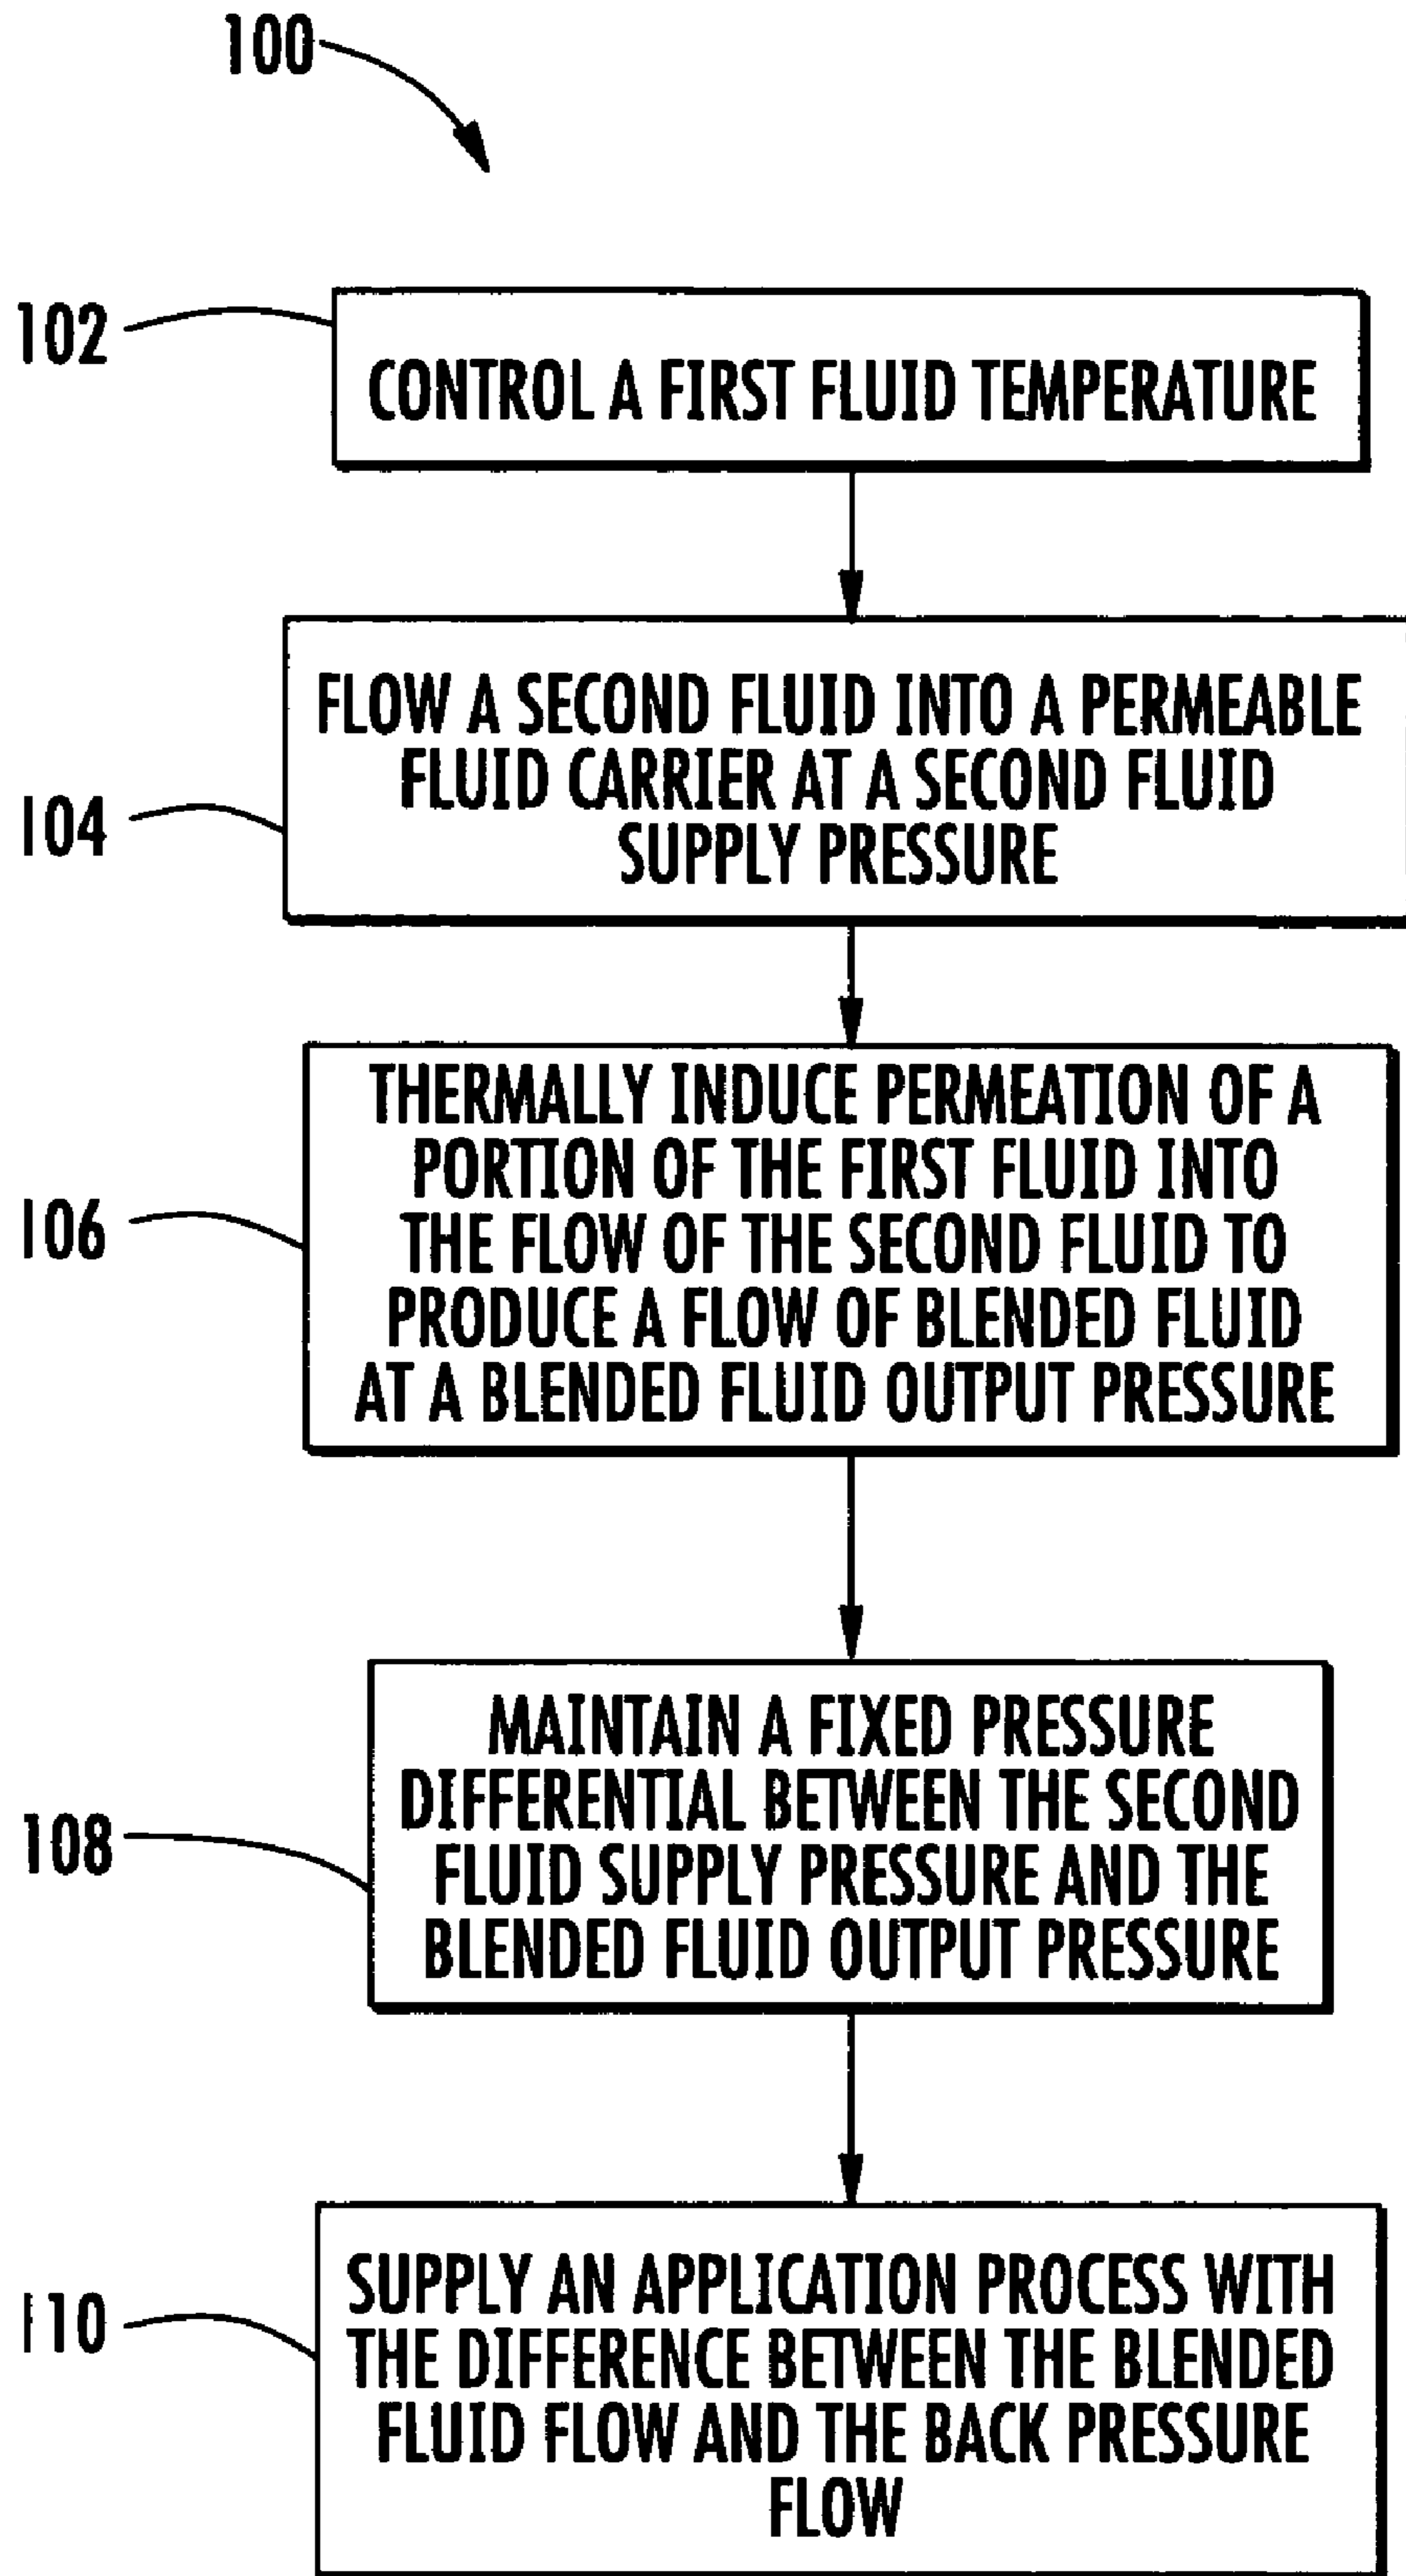 100
102
CONTROL A FIRST FLUID TEMPERATURE
104
FLOW A SECOND FLUID INTO A PERMEABLE
FLUID CARRIER AT A SECOND FLUID
SUPPLY PRESSURE
106
THERMALLY INDUCE PERMEATION OF A
PORTION OF THE FIRST FLUID INTO
THE FLOW OF THE SECOND FLUID TO
PRODUCE A FLOW OF BLENDED FLUID
AT A BLENDED FLUID OUTPUT PRESSURE
108
MAINTAIN A FIXED PRESSURE
DIFFERENTIAL BETWEEN THE SECOND
FLUID SUPPLY PRESSURE AND THE
BLENDED FLUID OUTPUT PRESSURE
110
SUPPLY AN APPLICATION PROCESS WITH
THE DIFFERENCE BETWEEN THE BLENDED
FLUID FLOW AND THE BACK PRESSURE
FLOW